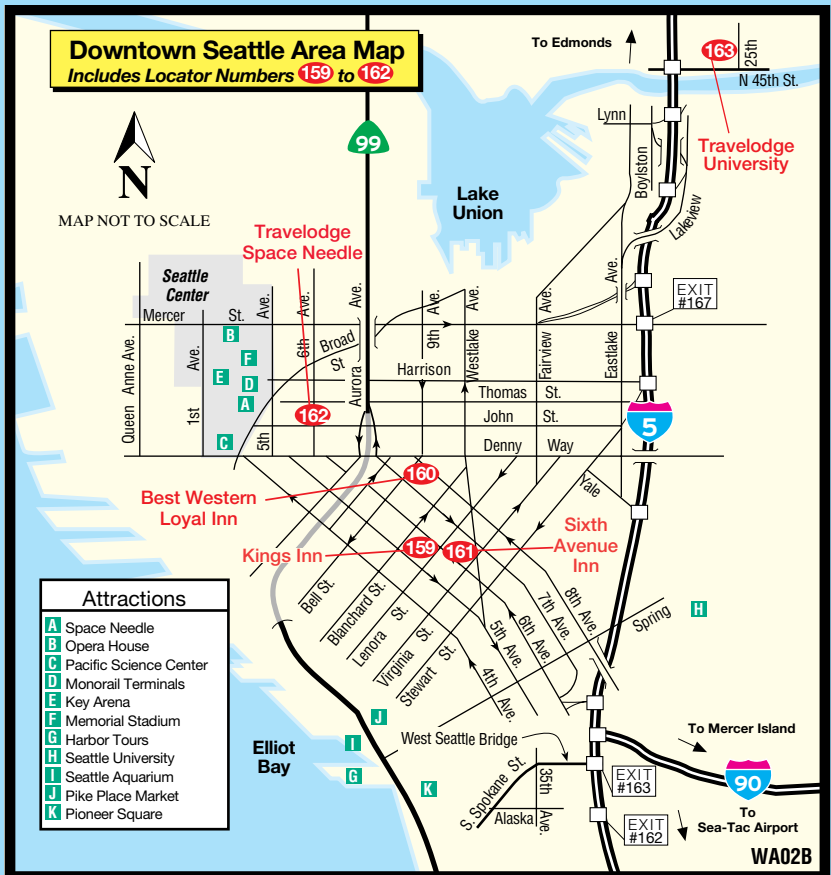 Downtown Seattle Area Map
Includes Locator Numbers 159 to 162
To Edmonds
163
25th
N 45th St.
Lynn
Boylston
Lakeview
Travelodge
University
99
N
MAP NOT TO SCALE
Lake
Union
Travelodge
Space Needle
Seattle
Center
Mercer St.
Queen Anne Ave.
1st Ave.
5th Ave.
6th Ave.
Broad
St
Aurora Ave.
9th Ave.
Westlake Ave.
Fairview Ave.
Eastlake Ave.
EXIT
#167
Harrison
Thomas St.
John St.
Denny Way
B
F
E
D
A
C
162
5
160
Best Western
Loyal Inn
Yale
Kings Inn
159
161
Sixth
Avenue
Inn
Bell St.
Blanchard St.
Lenora St.
Virginia St.
Stewart St.
4th Ave.
5th Ave.
6th Ave.
7th Ave.
8th Ave.
Spring
H
Attractions
A Space Needle
B Opera House
C Pacific Science Center
D Monorail Terminals
E Key Arena
F Memorial Stadium
G Harbor Tours
H Seattle University
I Seattle Aquarium
J Pike Place Market
K Pioneer Square
Elliot
Bay
J
I
G
K
West Seattle Bridge
S. Spokane St.
35th Ave.
Alaska
To Mercer Island
90
EXIT
#163
EXIT
#162
To
Sea-Tac Airport
WA02B